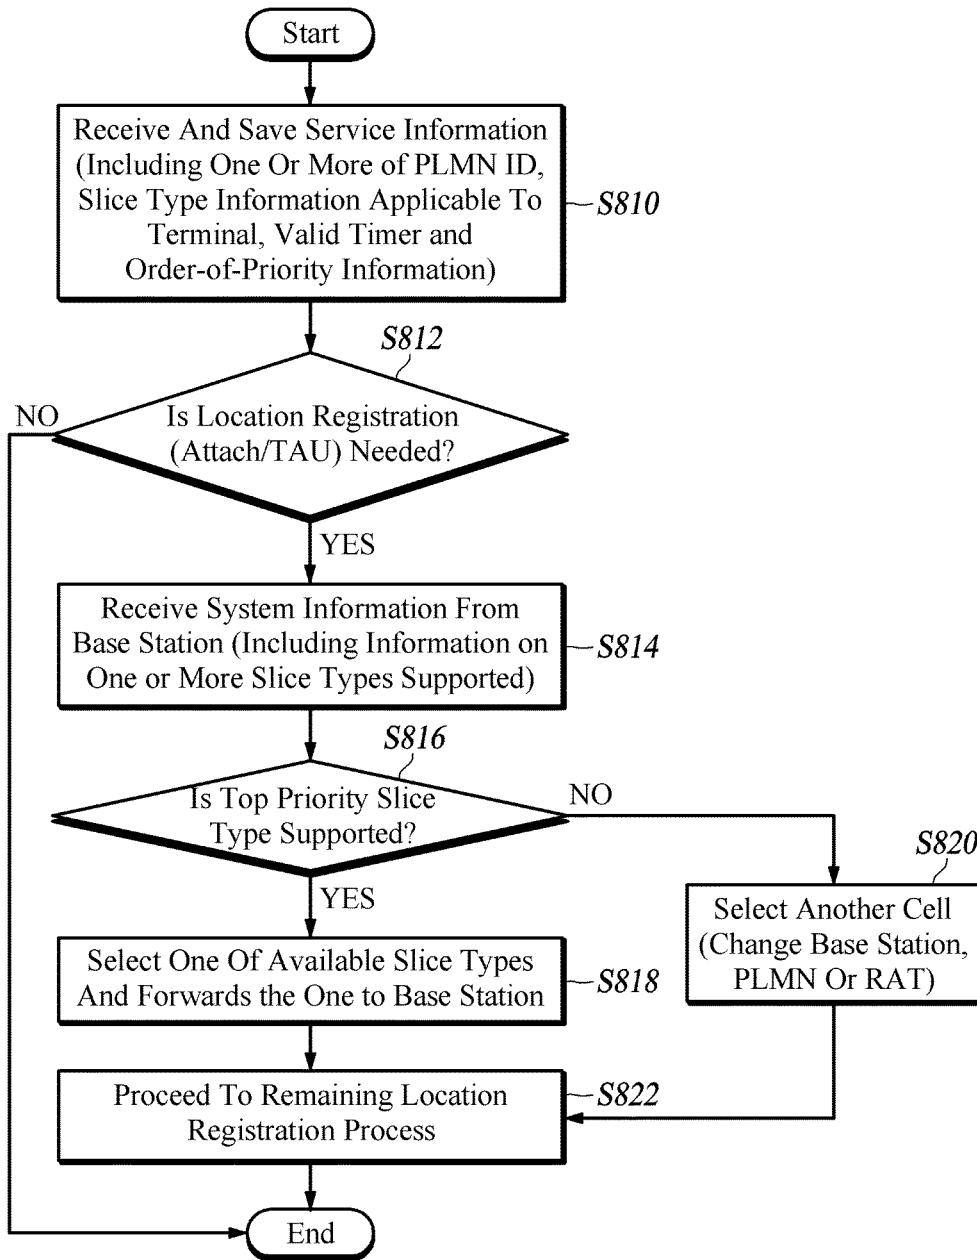 Start
Receive And Save Service Information
(Including One Or More of PLMN ID,
Slice Type Information Applicable To
Terminal, Valid Timer and
Order-of-Priority Information)
S810
S812
NO
Is Location Registration
(Attach/TAU) Needed?
YES
Receive System Information From
Base Station (Including Information on
One or More Slice Types Supported)
S814
S816
Is Top Priority Slice
Type Supported?
NO
YES
S820
Select Another Cell
(Change Base Station,
PLMN Or RAT)
Select One Of Available Slice Types
And Forwards the One to Base Station
S818
Proceed To Remaining Location
Registration Process
S822
End